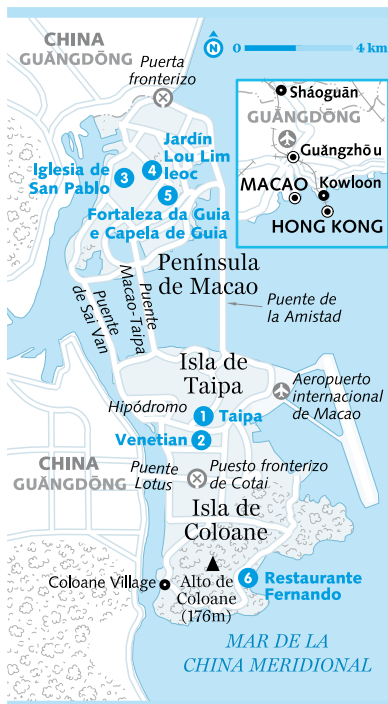 CHINA
GUĂNGDŌNG
Puerta
fronterizo
N
0
4 km
Sháoguān
GUĂNGDŌNG
Guăngzhōu
MACAO
Kowloon
HONG KONG
Jardín
Lou Lim
Ieoc
4
Iglesia de
San Pablo
3
5
Fortaleza da Guia
e Capela de Guia
Península
de Macao
Puente
de Sai Van
Puente
Macao-Taipa
Puente de
la Amistad
Isla de
Taipa
Aeropuerto
internacional
de Macao
Hipódromo
1 Taipa
Venetian 2
CHINA
GUĂNGDŌNG
Puente
Lotus
Puesto fronterizo
de Cotai
Isla de
Coloane
Coloane Village
Alto de
Coloane
(176m)
6 Restaurante
Fernando
MAR DE LA
CHINA MERIDIONAL